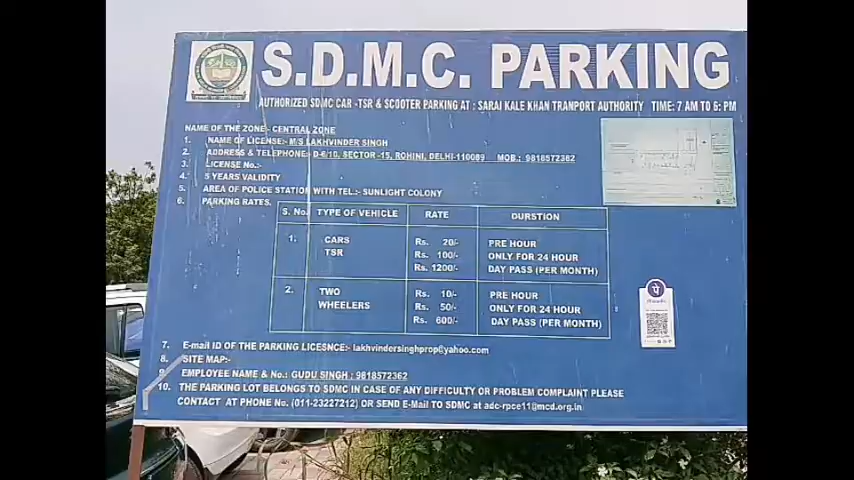 S.D.M.C. PARKING
AUTHORIZED SDMC CAR -TSR & SCOOTER PARKING AT : SARAI KALE KHAN TRANPORT AUTHORITY TIME: 7 AM TO 6 PM
NAME OF THE ZONE:- CENTRAL ZONE
1. NAME OF LICENSE:- M/S LAKHVINDER SINGH
2. ADDRESS & TELEPHONE:- D-6/10, SECTOR-15, ROHINI, DELHI-110089 MOB.: 9818572362
3. LICENSE No.:-
4. 5 YEARS VALIDITY
5. AREA OF POLICE STATION WITH TEL.:- SUNLIGHT COLONY
6. PARKING RATES.
S. No. TYPE OF VEHICLE RATE DURSTION
1. CARS Rs. 20/- PRE HOUR
TSR Rs. 100/- ONLY FOR 24 HOUR
Rs. 1200/- DAY PASS (PER MONTH)
2. TWO Rs. 10/- PRE HOUR
WHEELERS Rs. 50/- ONLY FOR 24 HOUR
Rs. 600/- DAY PASS (PER MONTH)
7. E-mail ID OF THE PARKING LICESNCE:- lakhvindersinghprop@yahoo.com
8. SITE MAP:-
9. EMPLOYEE NAME & No.: GUDU SINGH : 9818572362
10. THE PARKING LOT BELONGS TO SDMC IN CASE OF ANY DIFFICULTY OR PROBLEM COMPLAINT PLEASE
CONTACT AT PHONE No. (011-23227212) OR SEND E-Mail TO SDMC at adc-rpce11@mcd.org.in
पे